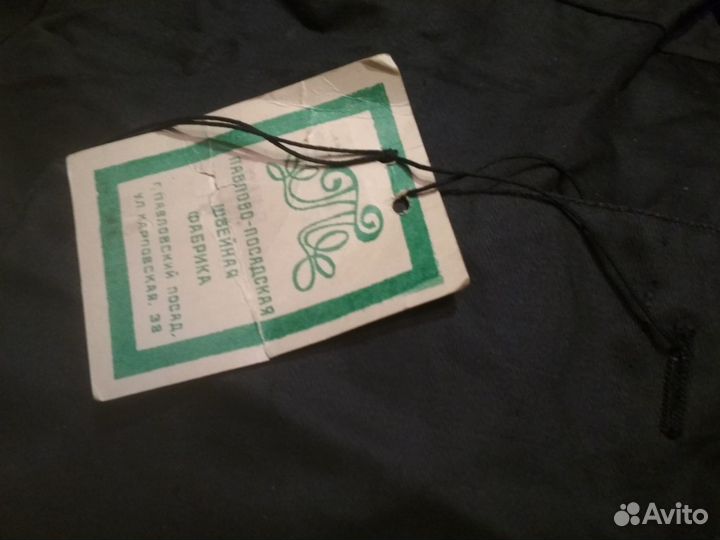 ПАВЛОВО-ПОСАДСКАЯ
ШВЕЙНАЯ
ФАБРИКА
Г. ПАВЛОВСКИЙ ПОСАД,
УЛ КАРПОВСКАЯ, 38
Avito